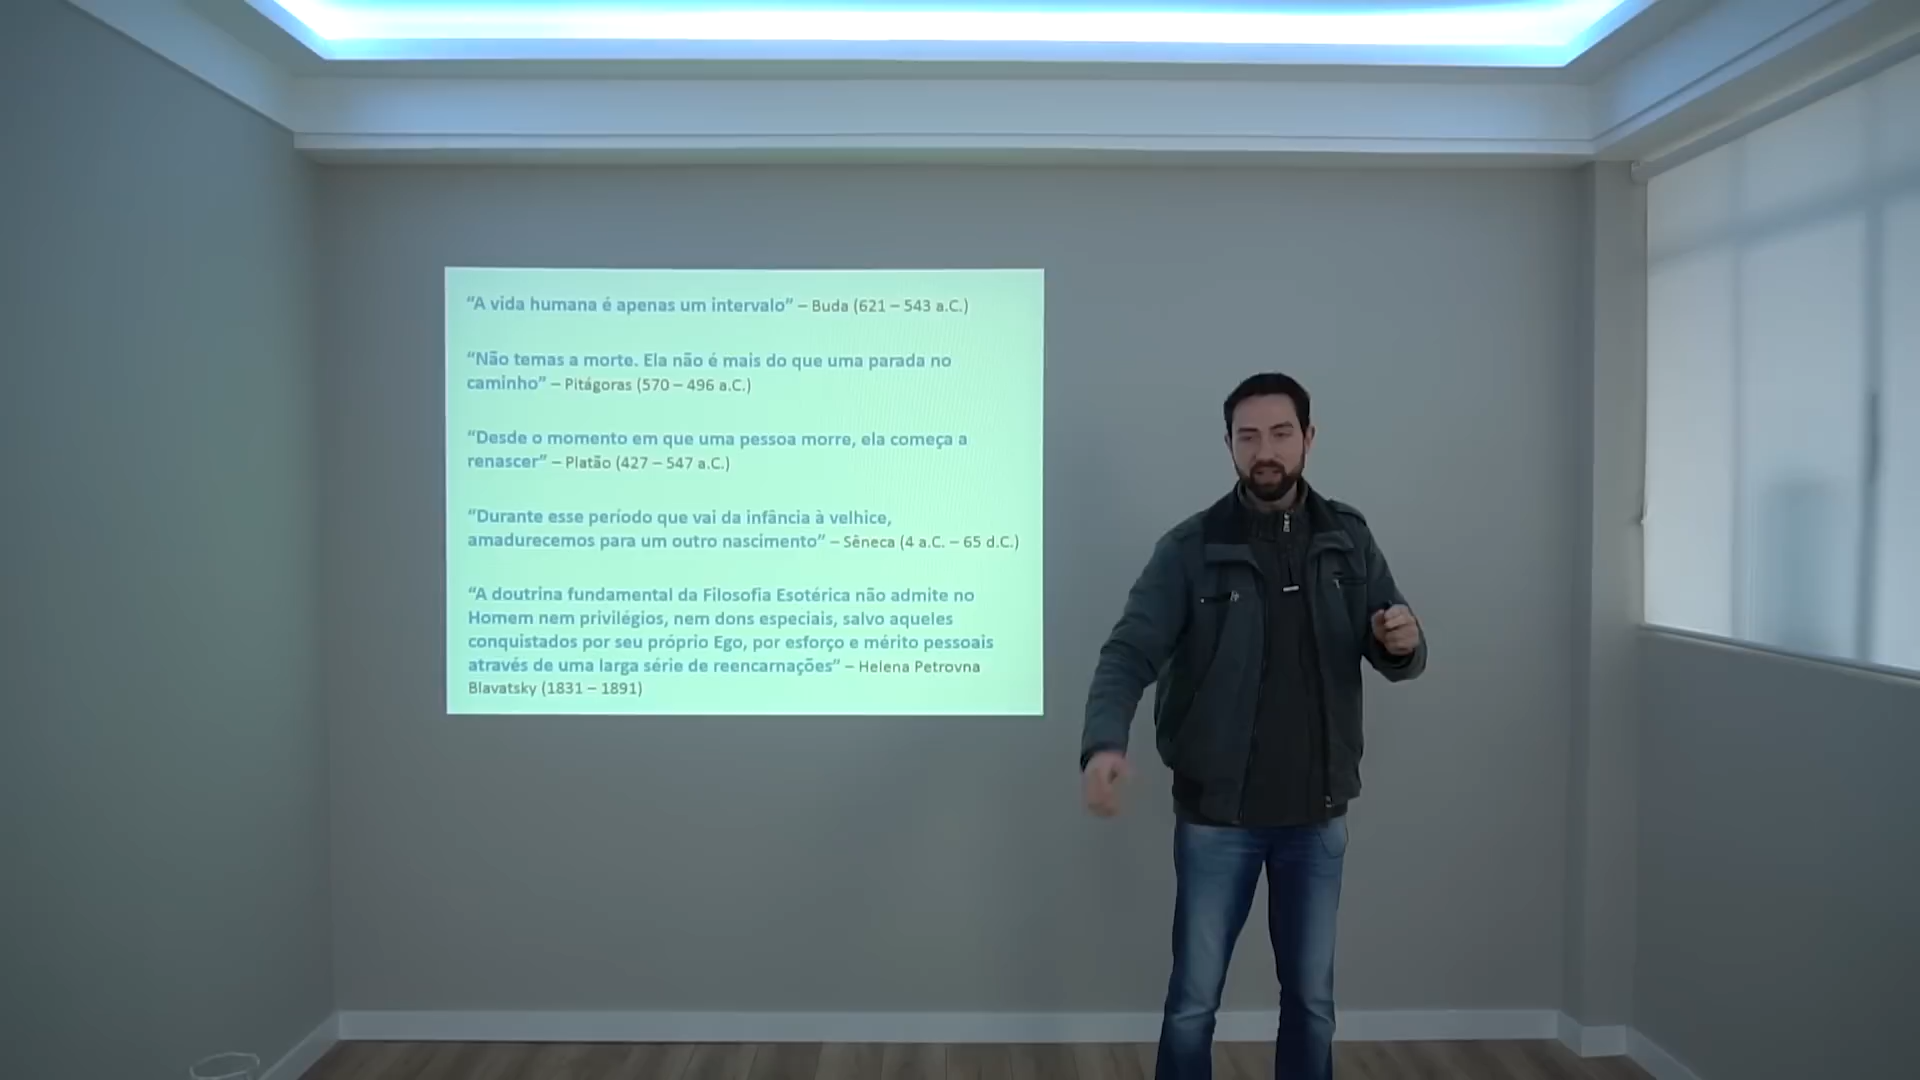 “A vida humana é apenas um intervalo” – Buda (621 – 543 a.C.)
“Não temas a morte. Ela não é mais do que uma parada no
caminho” – Pitágoras (570 – 496 a.C.)
“Desde o momento em que uma pessoa morre, ela começa a
renascer” – Platão (427 – 547 a.C.)
“Durante esse período que vai da infância à velhice,
amadurecemos para um outro nascimento” – Sêneca (4 a.C. – 65 d.C.)
“A doutrina fundamental da Filosofia Esotérica não admite no
Homem nem privilégios, nem dons especiais, salvo aqueles
conquistados por seu próprio Ego, por esforço e mérito pessoais
através de uma larga série de reencarnações” – Helena Petrovna
Blavatsky (1831 – 1891)